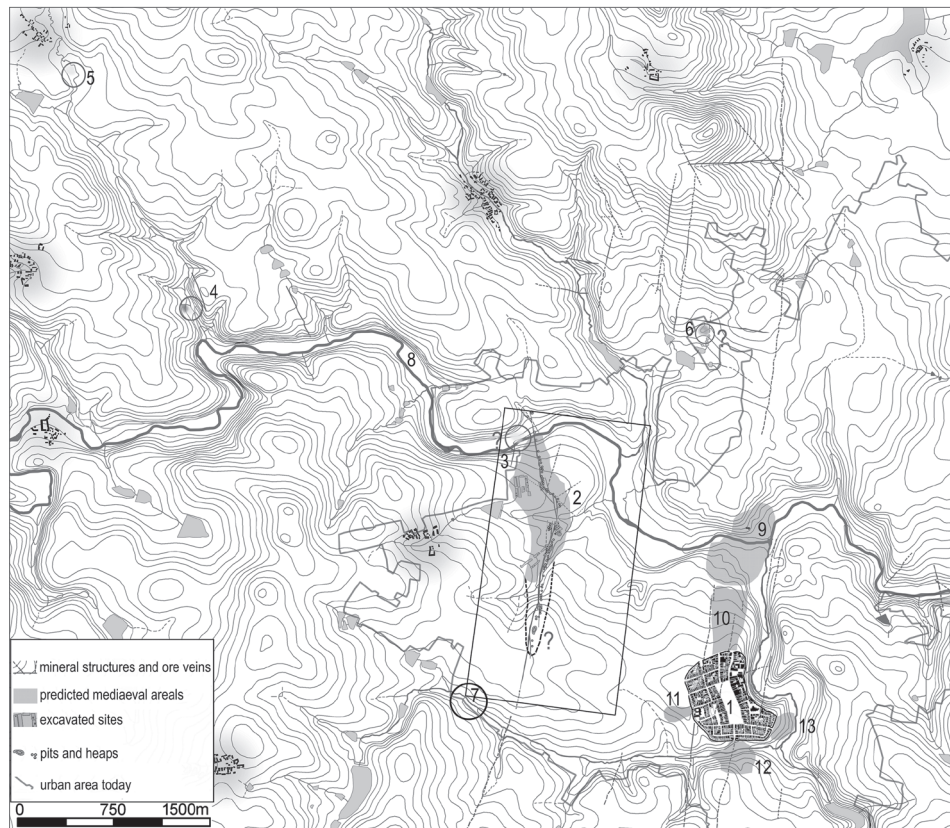 5
4
6
?
8
?
3
2
9
10
?
7
11
1
13
12
mineral structures and ore veins
predicted mediaeval areals
excavated sites
pits and heaps
urban area today
0 750 1500m